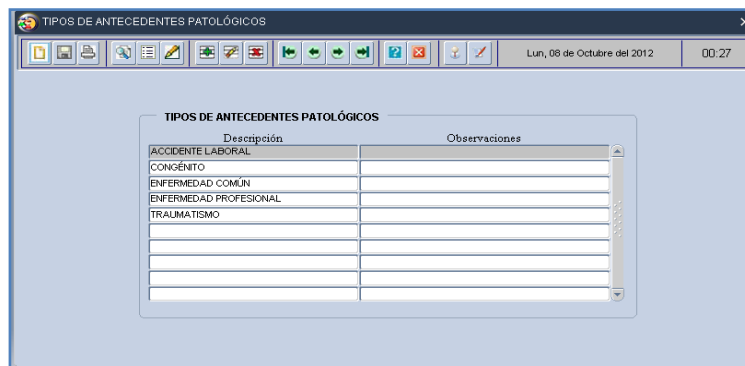 TIPOS DE ANTECEDENTES PATOLÓGICOS
Lun, 08 de Octubre del 2012 00:27
TIPOS DE ANTECEDENTES PATOLÓGICOS
Descripción Observaciones
ACCIDENTE LABORAL
CONGÉNITO
ENFERMEDAD COMÚN
ENFERMEDAD PROFESIONAL
TRAUMATISMO